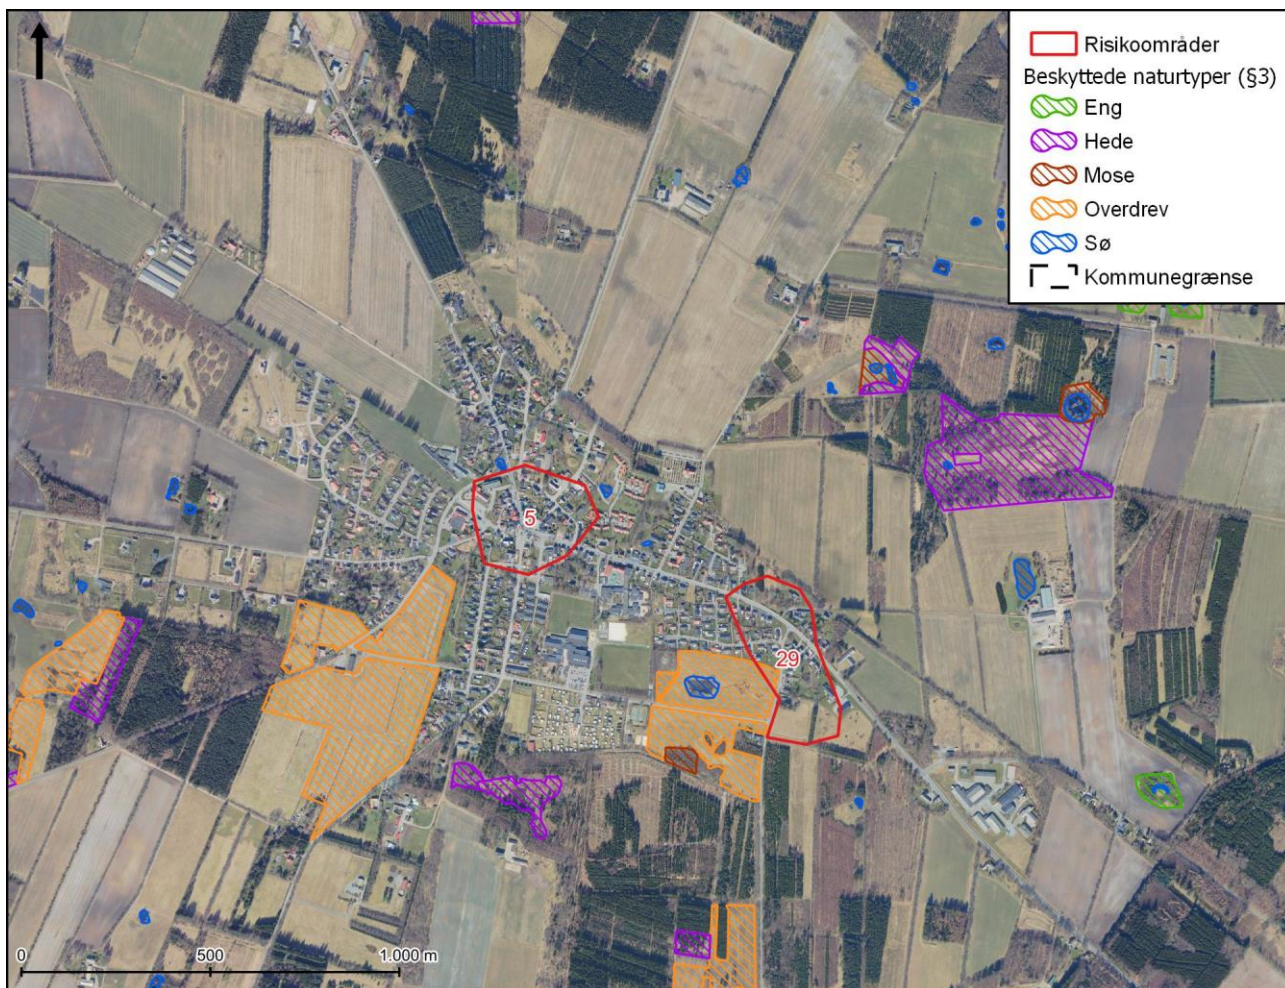 Risikoområder
Beskyttede naturtyper (§3)
Eng
Hede
Mose
Overdrev
Sø
Kommunegrænse
5
29
0 500 1.000 m